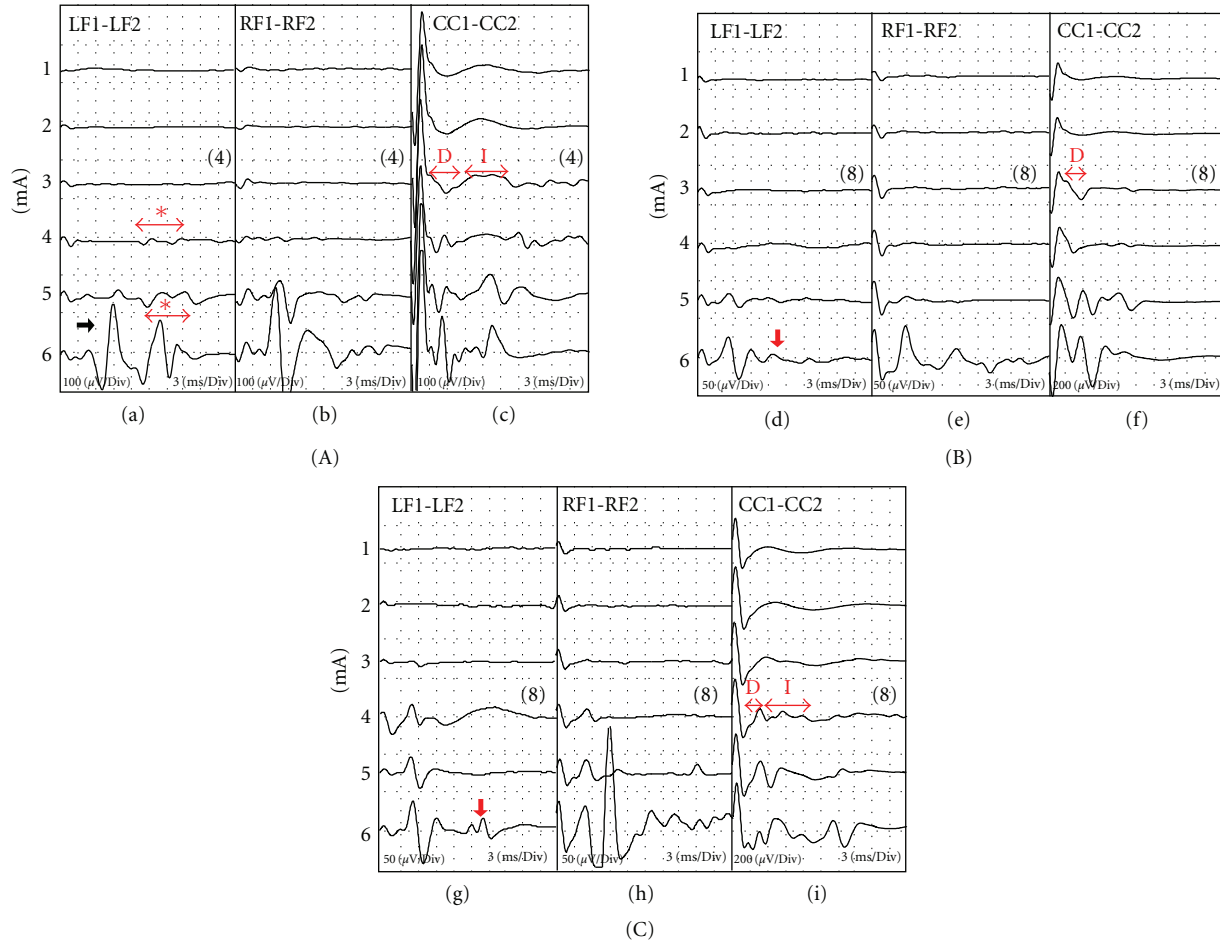 LF1-LF2 RF1-RF2 CC1-CC2
1
2
(4) (4) D I (4)
3
*
4
5
*
6
(mA)
100 (μV/Div) 3 (ms/Div) 100 (μV/Div) 3 (ms/Div) 100 (μV/Div) 3 (ms/Div)
(a) (b) (c)
(A)
LF1-LF2 RF1-RF2 CC1-CC2
1
2
(8) (8) D (8)
3
4
5
6
50 (μV/Div) 3 (ms/Div) 50 (μV/Div) 3 (ms/Div) 200 (μV/Div) 3 (ms/Div)
(d) (e) (f)
(B)
LF1-LF2 RF1-RF2 CC1-CC2
1
2
3
(mA)
(8) (8) D I (8)
4
5
6
50 (μV/Div) 3 (ms/Div) 50 (μV/Div) 3 (ms/Div) 200 (μV/Div) 3 (ms/Div)
(g) (h) (i)
(C)